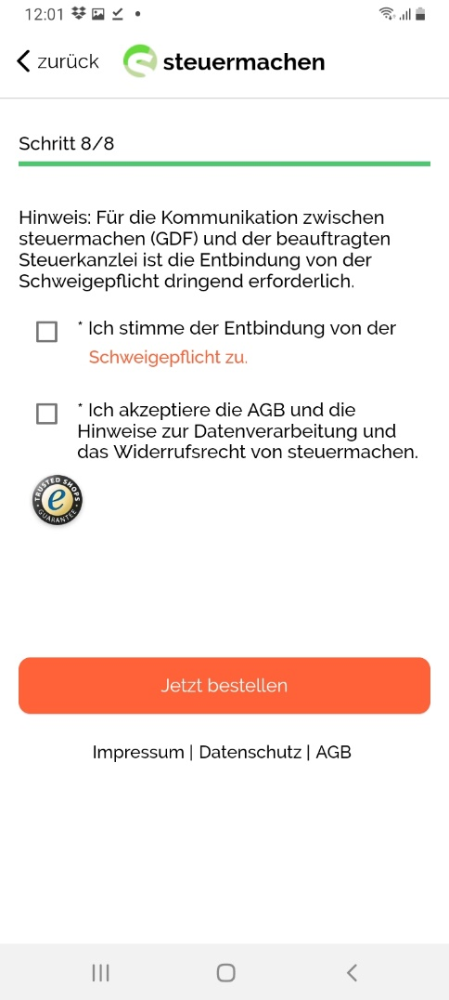 12:01
zurück steuermachen
Schritt 8/8
Hinweis: Für die Kommunikation zwischen
steuermachen (GDF) und der beauftragten
Steuerkanzlei ist die Entbindung von der
Schweigepflicht dringend erforderlich.
* Ich stimme der Entbindung von der
Schweigepflicht zu.
* Ich akzeptiere die AGB und die
Hinweise zur Datenverarbeitung und
das Widerrufsrecht von steuermachen.
TRUSTED SHOPS
e
GUARANTEE
Jetzt bestellen
Impressum | Datenschutz | AGB